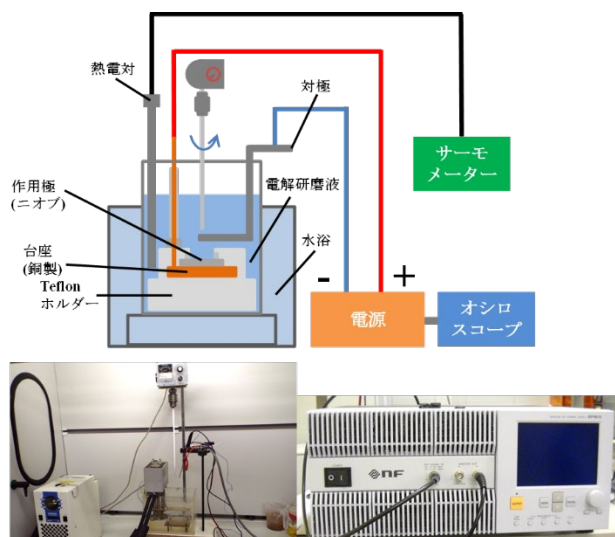 熱電対
対極
サーモ
メーター
作用極
(ニオブ)
電解研磨液
台座
(銅製)
水浴
Teflon
ホルダー
-
+
電源
オシロ
スコープ
nF